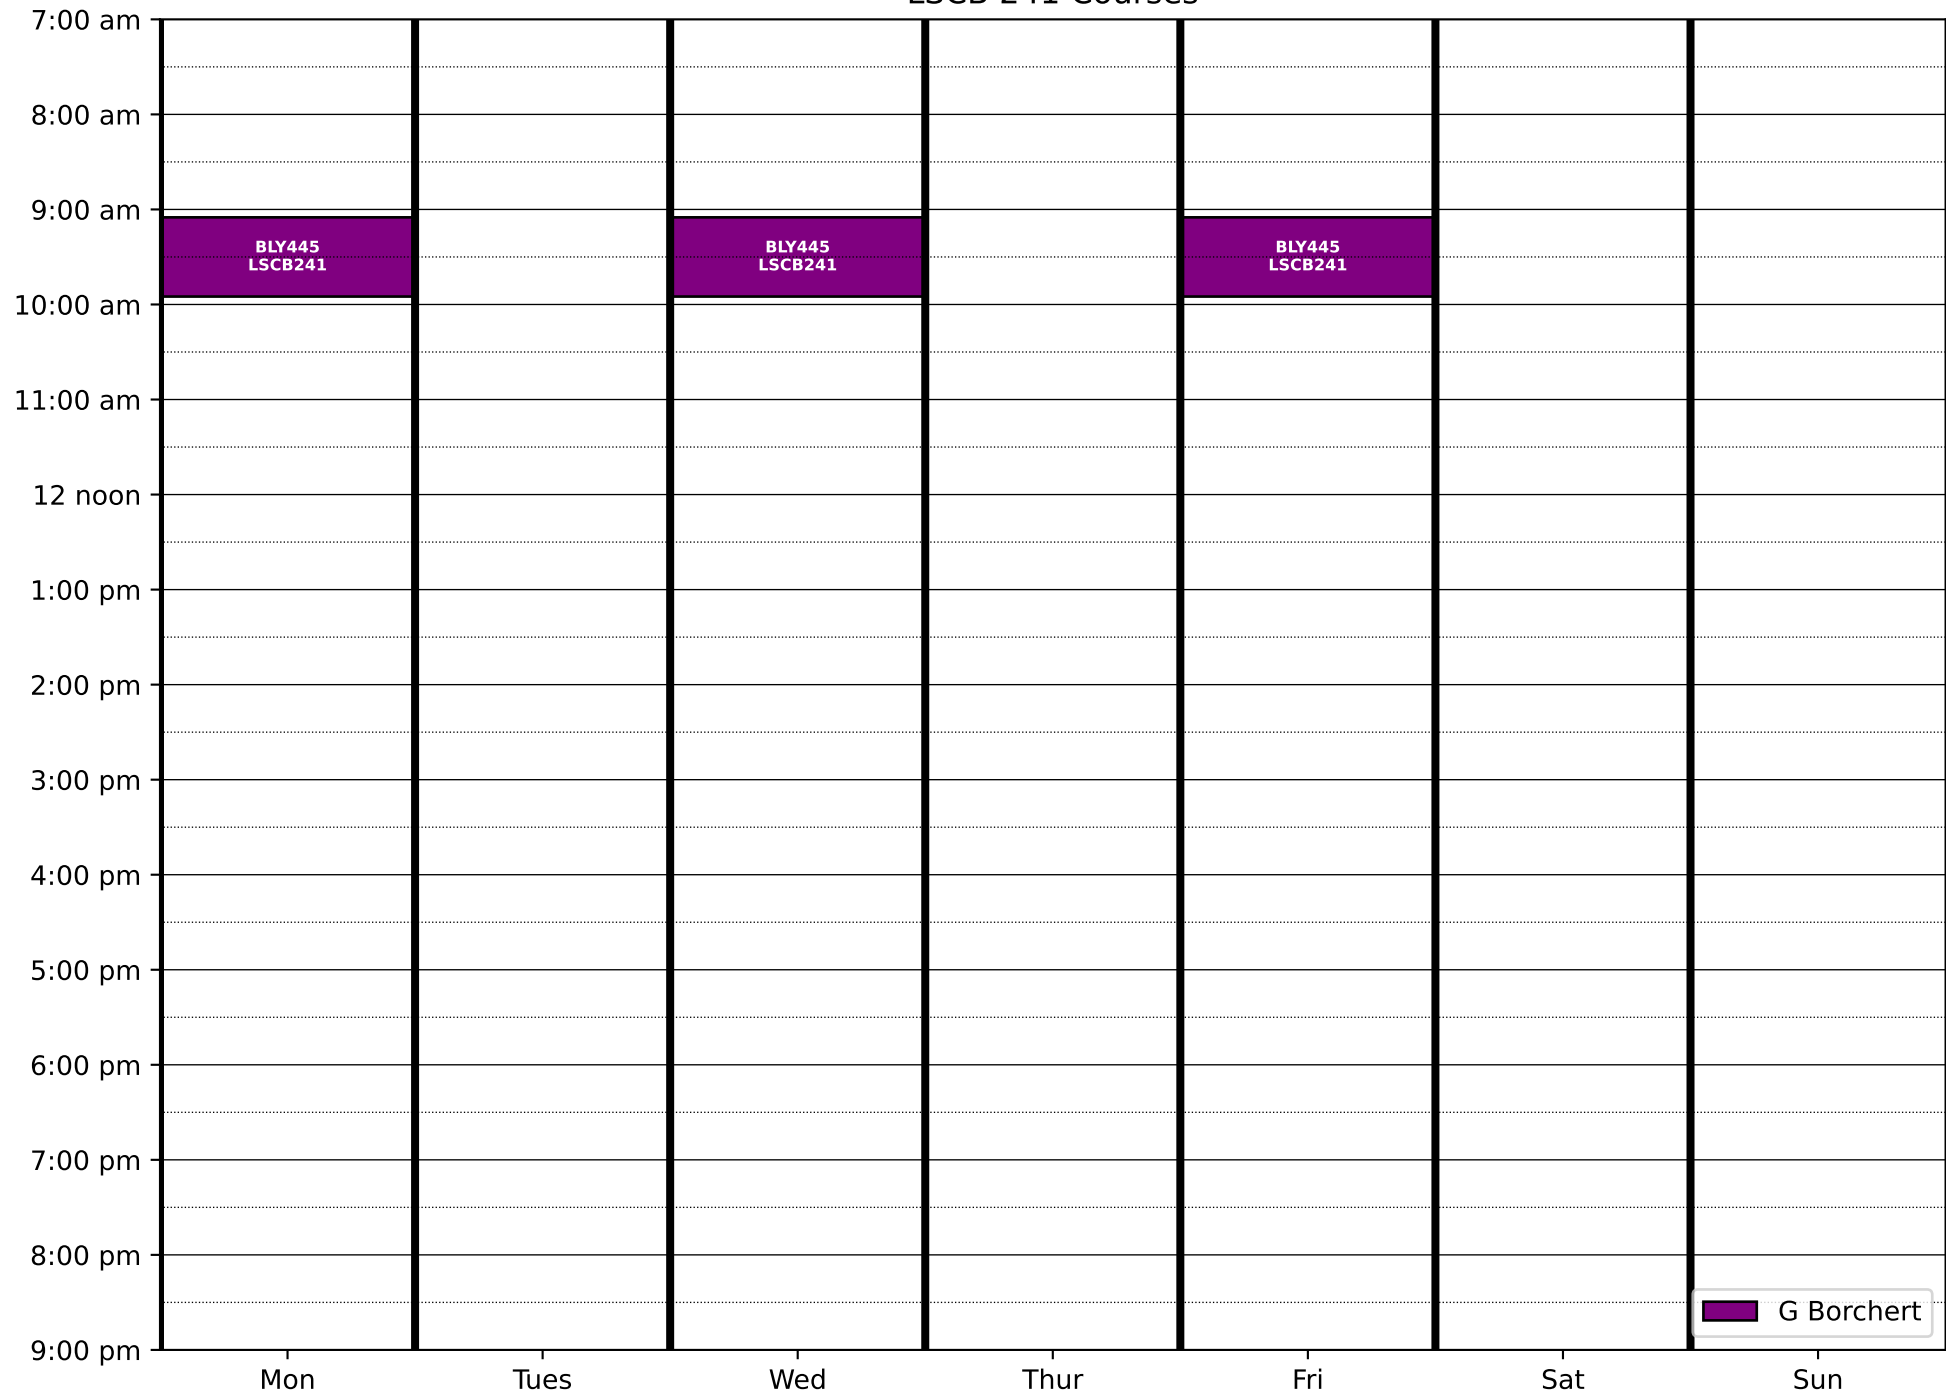 LSCB 241 Courses
7:00 am
8:00 am
9:00 am
BLY445 BLY445 BLY445
LSCB241 LSCB241 LSCB241
10:00 am
11:00 am
12 noon
1:00 pm
2:00 pm
3:00 pm
4:00 pm
5:00 pm
6:00 pm
7:00 pm
8:00 pm
G Borchert
9:00 pm
Mon Tues Wed Thur Fri Sat Sun